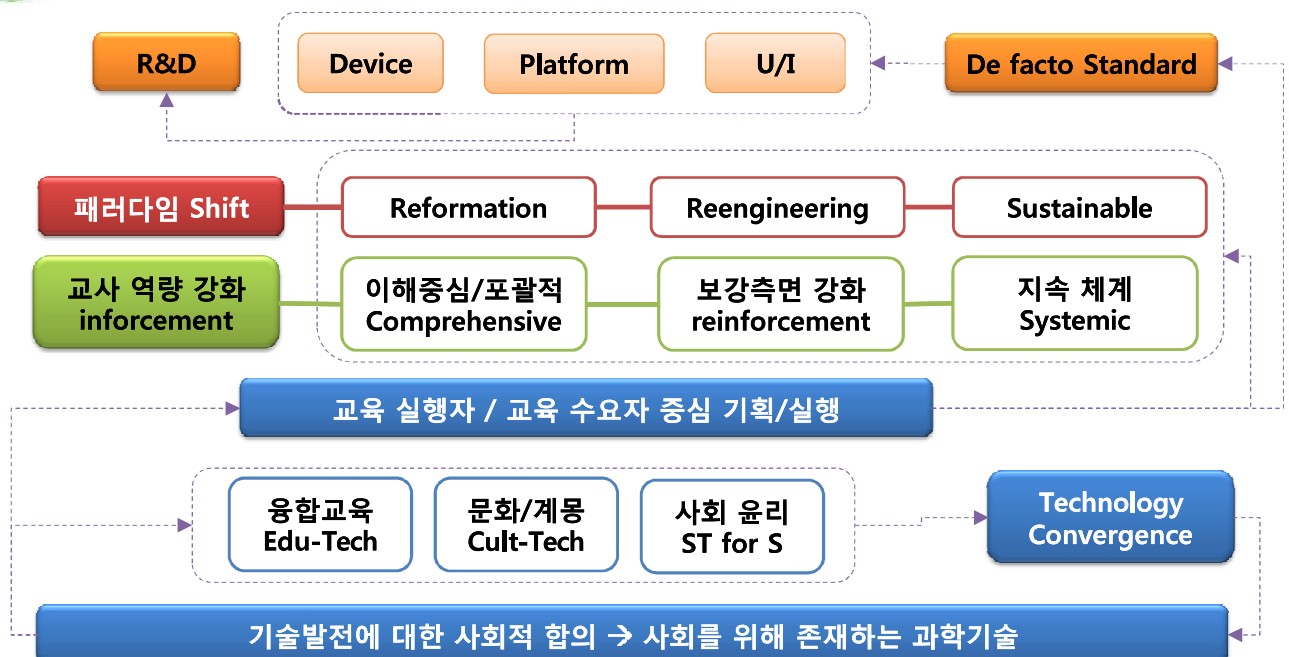 R&D
Device
Platform
U/I
De facto Standard
패러다임 Shift
Reformation
Reengineering
Sustainable
교사 역량 강화
inforcement
이해중심/포괄적
Comprehensive
보강측면 강화
reinforcement
지속 체계
Systemic
교육 실행자 / 교육 수요자 중심 기획/실행
융합교육
Edu-Tech
문화/계몽
Cult-Tech
사회 윤리
ST for S
Technology
Convergence
기술발전에 대한 사회적 합의 → 사회를 위해 존재하는 과학기술